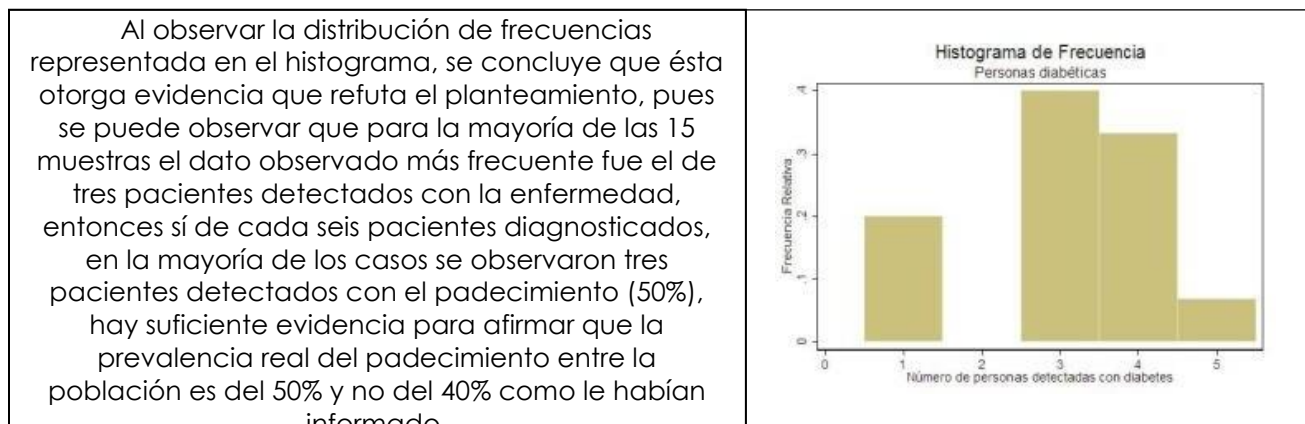 Al observar la distribución de frecuencias
representada en el histograma, se concluye que ésta
otorga evidencia que refuta el planteamiento, pues
se puede observar que para la mayoría de las 15
muestras el dato observado más frecuente fue el de
tres pacientes detectados con la enfermedad,
entonces sí de cada seis pacientes diagnosticados,
en la mayoría de los casos se observaron tres
pacientes detectados con el padecimiento (50%),
hay suficiente evidencia para afirmar que la
prevalencia real del padecimiento entre la
población es del 50% y no del 40% como le habían
informado
Histograma de Frecuencia
Personas diabéticas
Frecuencia Relativa
.4
.3
.2
.1
0
0 1 2 3 4 5
Número de personas detectadas con diabetes